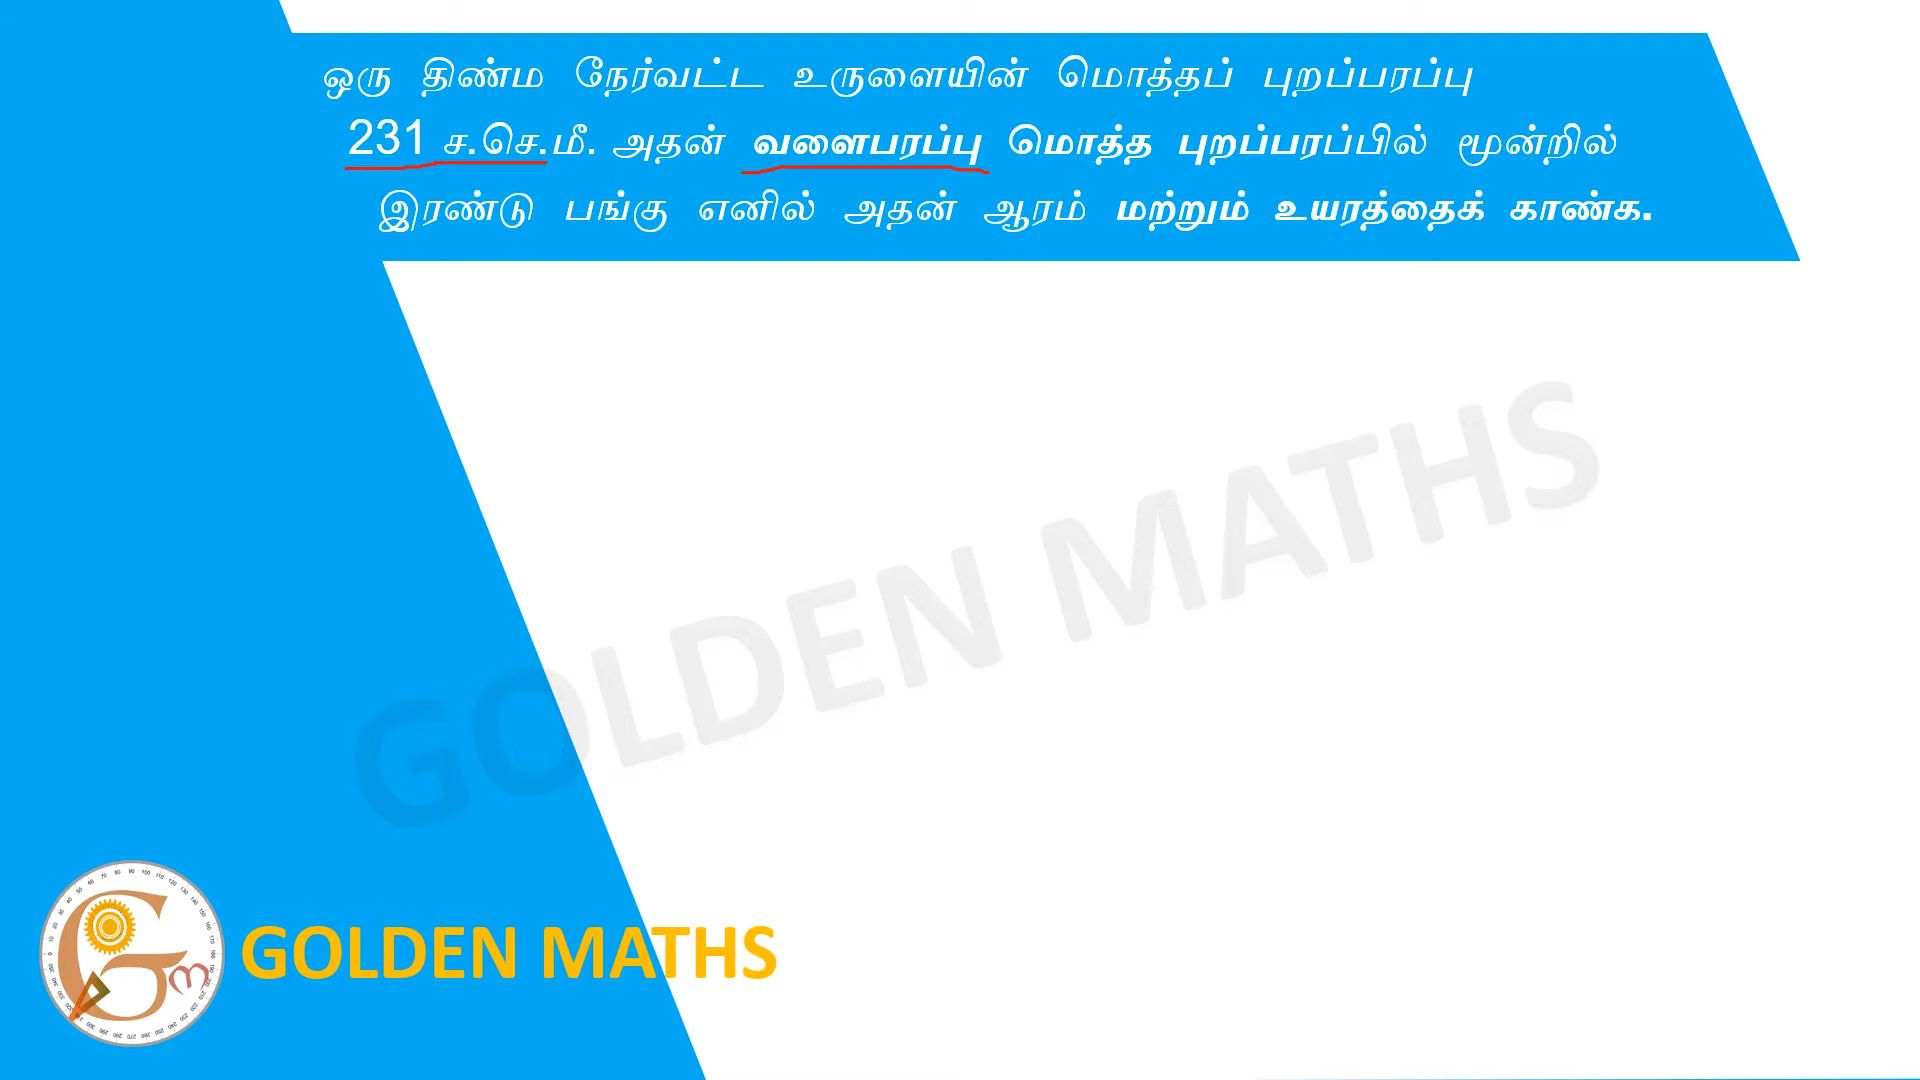 ஒரு திண்ம நேர்வட்ட உருளையின் மொத்தப் புறப்பரப்பு
231 ச.செ.மீ. அதன் வளைபரப்பு மொத்த புறப்பரப்பில் மூன்றில்
இரண்டு பங்கு எனில் அதன் ஆரம் மற்றும் உயரத்தைக் காண்க.
GOLDEN MATHS
GOLDEN MATHS